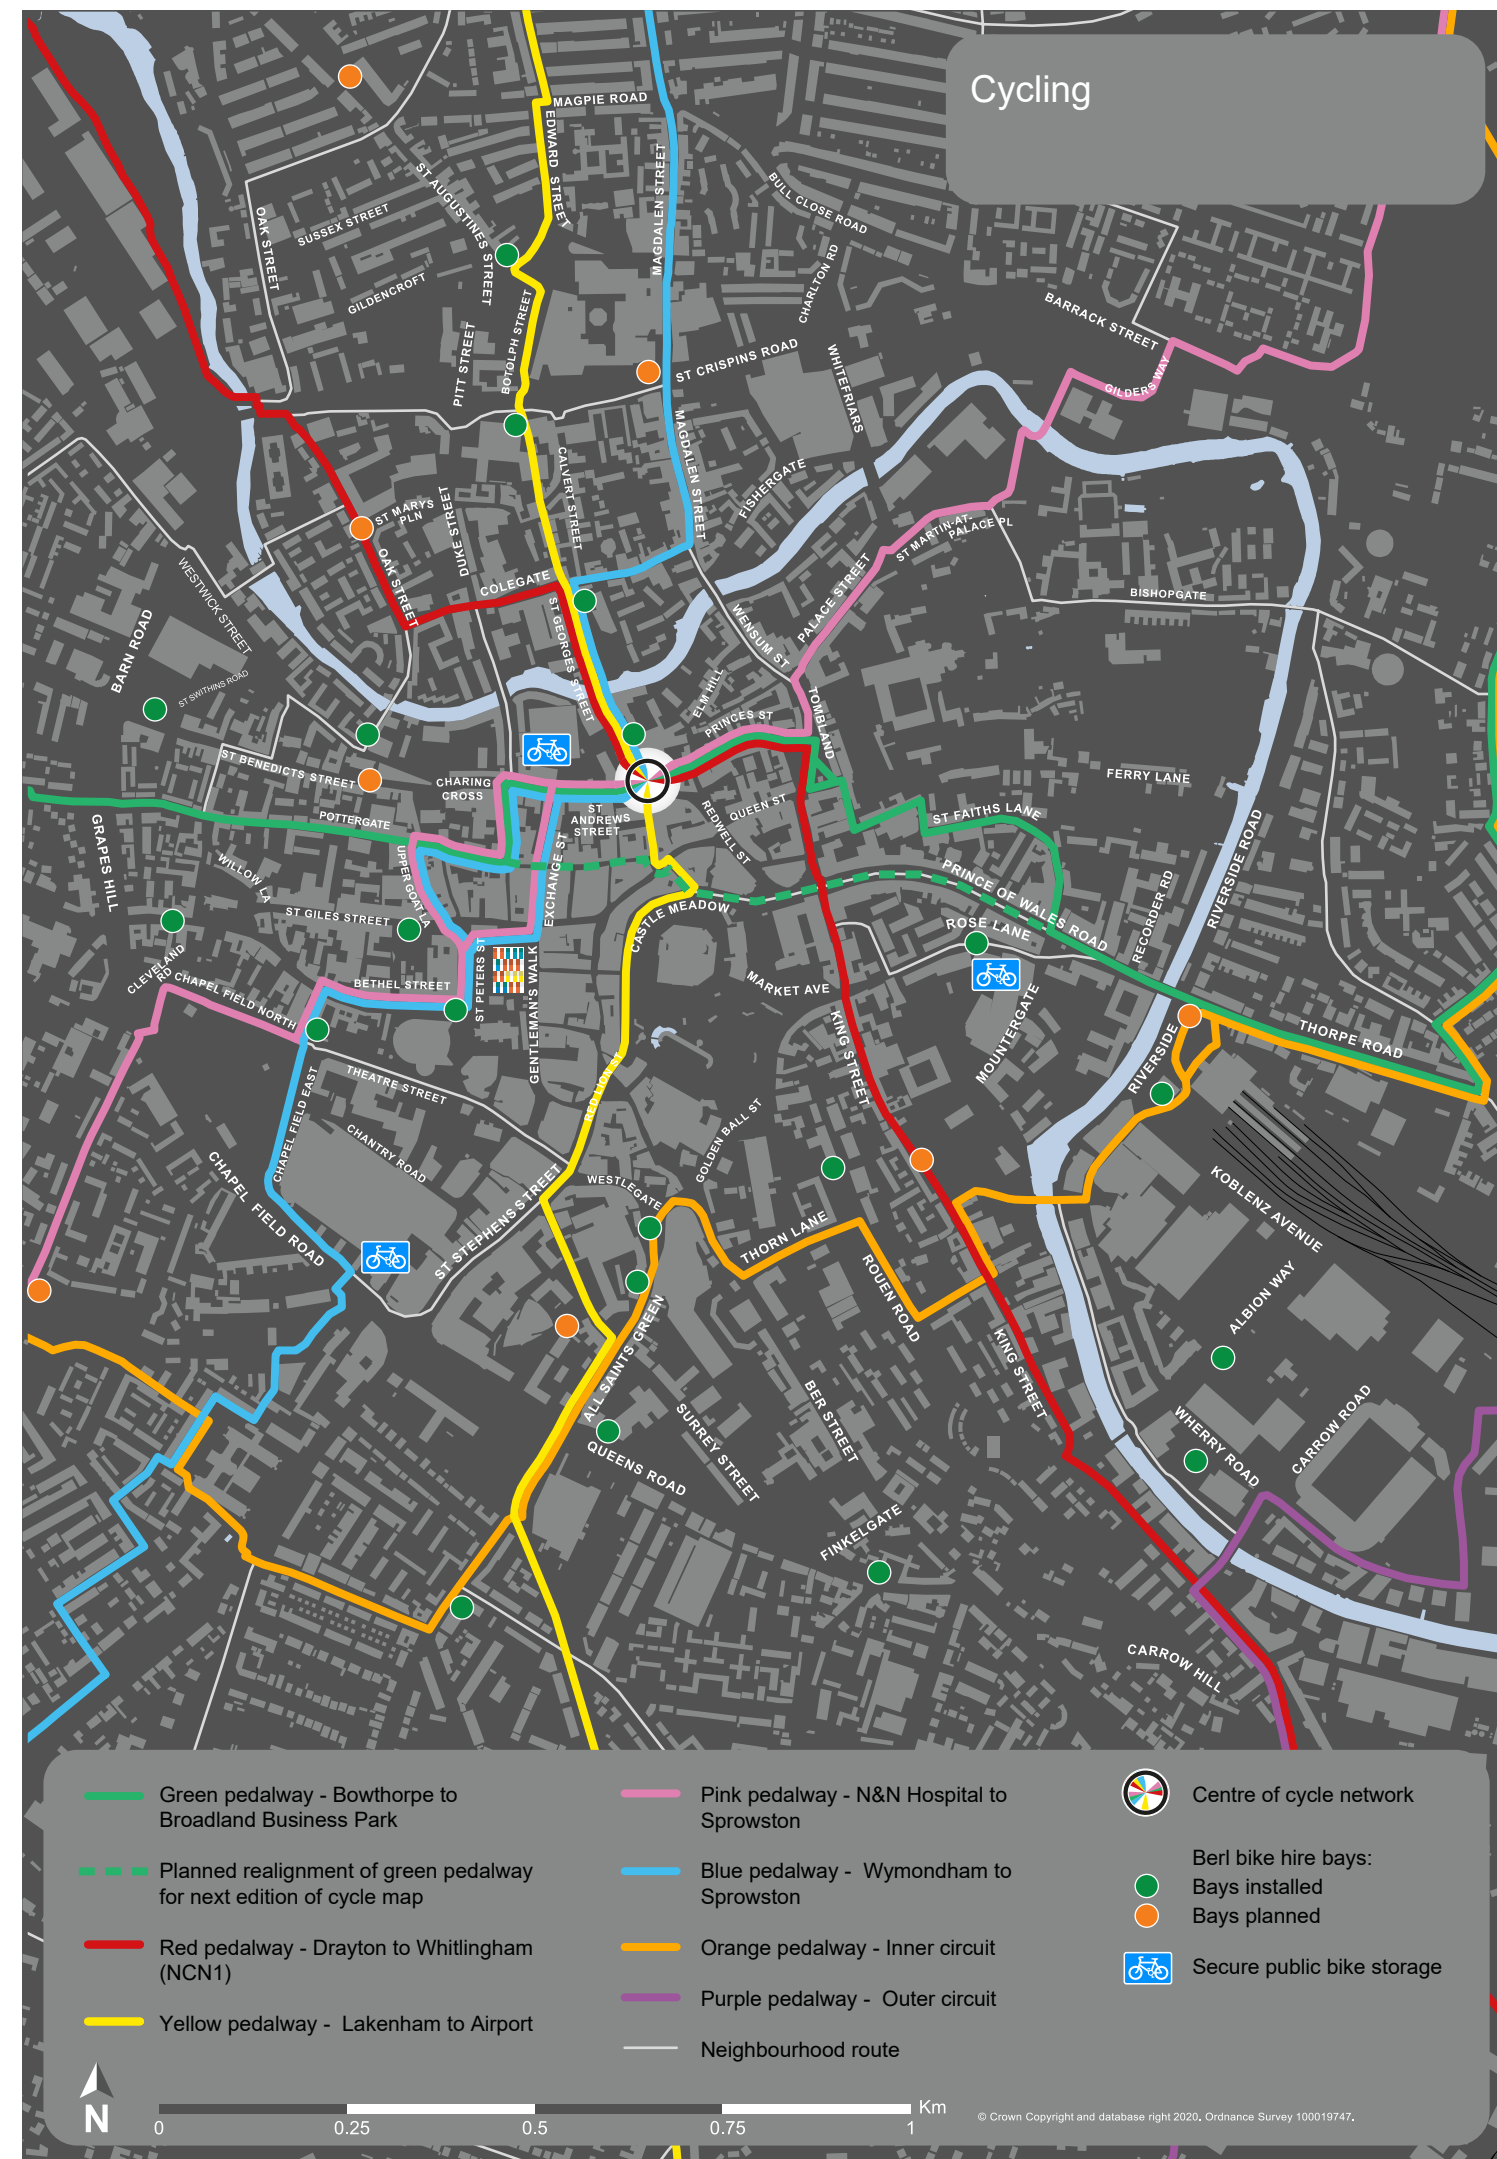 Cycling
MAGPIE ROAD
EDWARD STREET
MAGDALEN STREET
ST AUGUSTINES STREET
BULL CLOSE ROAD
SUSSEX STREET
OAK STREET
CHARLTON RD
GILDENCROFT
BOTOLPH STREET
PITT STREET
BARRACK STREET
ST CRISPINS ROAD
WHITEFRIARS
GILDERS WAY
MAGDALEN STREET
CALVERT STREET
FISHERGATE
ST MARYS
PLN
DUKE STREET
ST MARTIN-AT-
PALACE PL
OAK STREET
WESTWICK STREET
COLEGATE
PALACE STREET
BISHOPGATE
BARN ROAD
ST GEORGES STREET
WENSUM ST
ST SWITHINS ROAD
ELM HILL
TOMBLAND
PRINCES ST
ST BENEDICTS STREET
CHARING
CROSS
FERRY LANE
ST
ANDREWS
STREET
QUEEN ST
REDWELL ST
ST FAITHS LANE
POTTERGATE
GRAPES HILL
WILLOW LA
UPPER GOAT LA
EXCHANGE ST
PRINCE OF WALES ROAD
RIVERSIDE ROAD
RECORDER RD
ST GILES STREET
CASTLE MEADOW
ROSE LANE
CLEVELAND
RD
CHAPEL FIELD NORTH
BETHEL STREET
ST PETERS ST
GENTLEMAN'S WALK
MARKET AVE
MOUNTERGATE
KING STREET
RIVERSIDE
THORPE ROAD
THEATRE STREET
CHAPEL FIELD EAST
RED LION ST
CHANTRY ROAD
GOLDEN BALL ST
CHAPEL FIELD ROAD
ST STEPHENS STREET
WESTLEGATE
KOBLENZ AVENUE
THORN LANE
ROUEN ROAD
ALBION WAY
ALL SAINTS GREEN
KING STREET
BER STREET
SURREY STREET
QUEENS ROAD
WHERRY ROAD
CARROW ROAD
FINKELGATE
CARROW HILL
Green pedalway - Bowthorpe to
Broadland Business Park
Planned realignment of green pedalway
for next edition of cycle map
Red pedalway - Drayton to Whitlingham
(NCN1)
Yellow pedalway - Lakenham to Airport
Pink pedalway - N&N Hospital to
Sprowston
Blue pedalway - Wymondham to
Sprowston
Orange pedalway - Inner circuit
Purple pedalway - Outer circuit
Neighbourhood route
Centre of cycle network
Berl bike hire bays:
Bays installed
Bays planned
Secure public bike storage
N
0 0.25 0.5 0.75 1 Km
© Crown Copyright and database right 2020. Ordnance Survey 100019747.